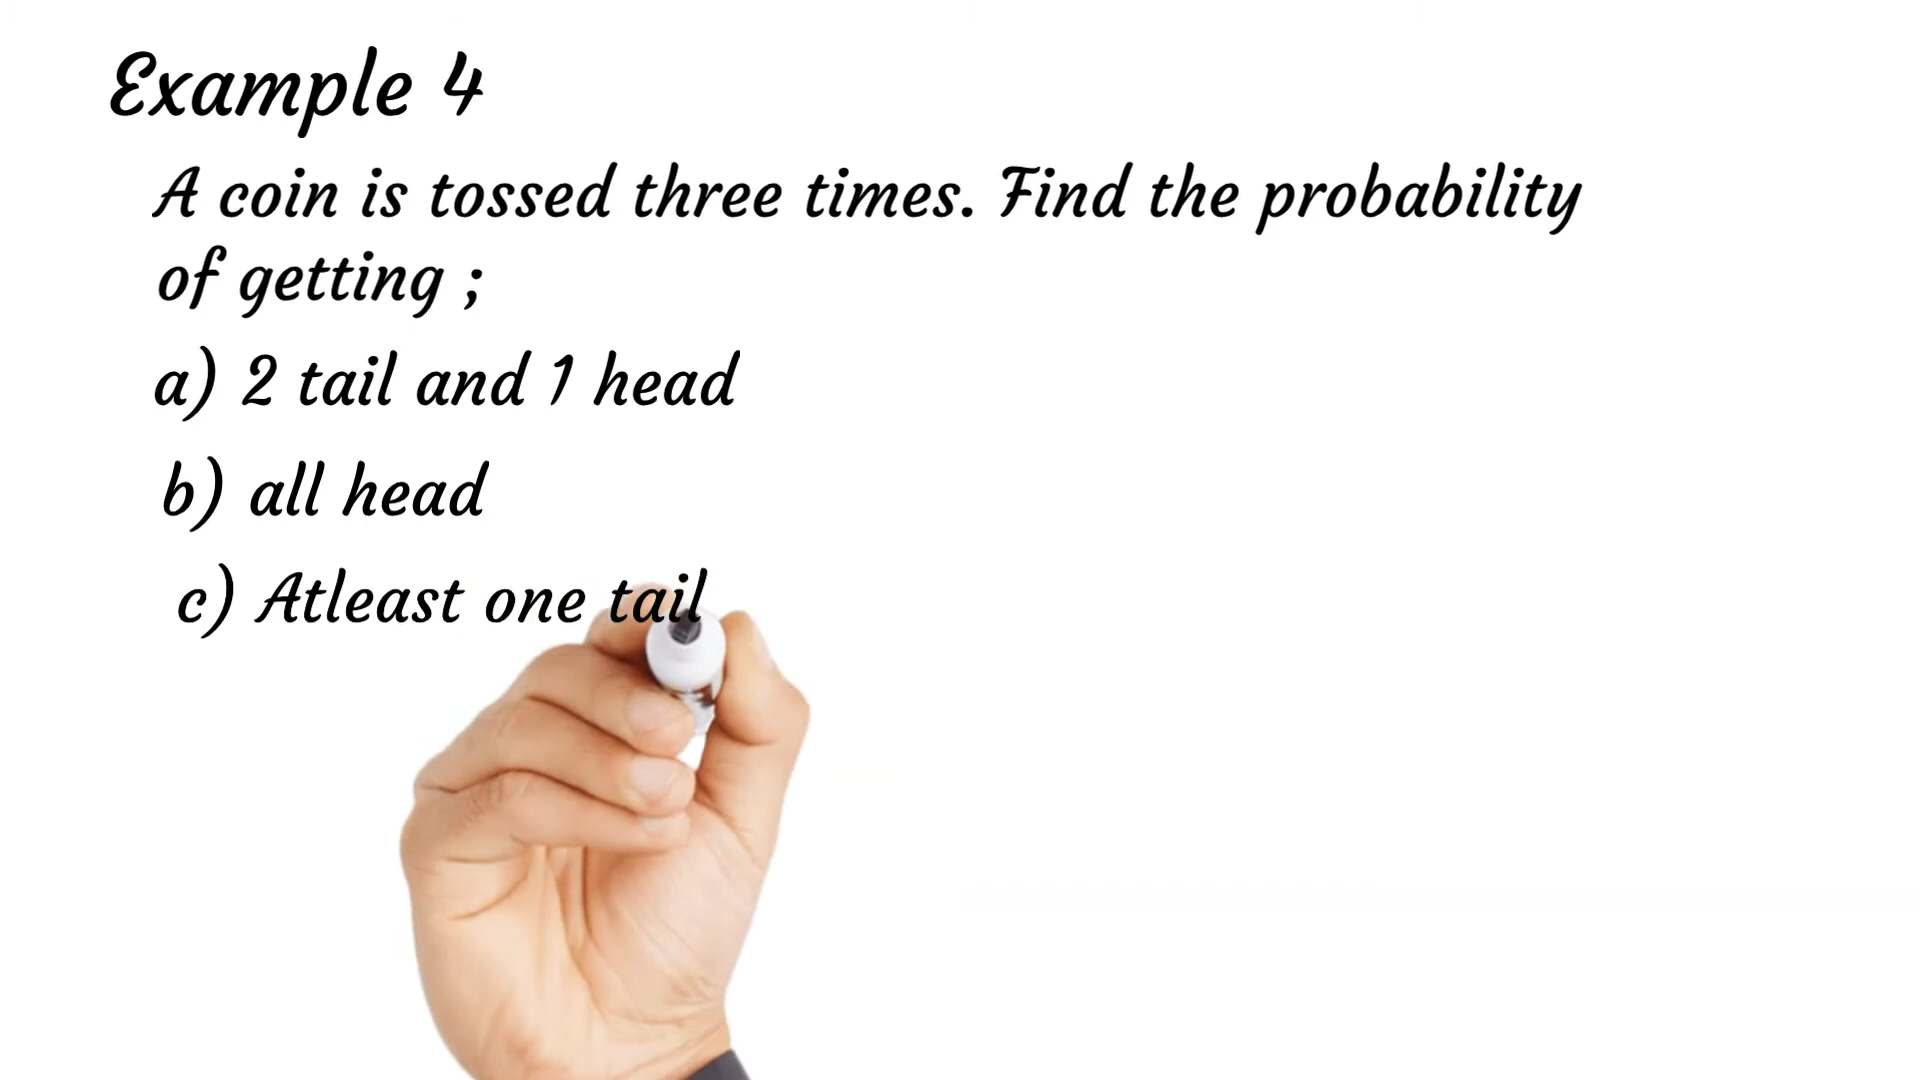 Example 4
A coin is tossed three times. Find the probability
of getting ;
a) 2 tail and 1 head
b) all head
c) Atleast one tail